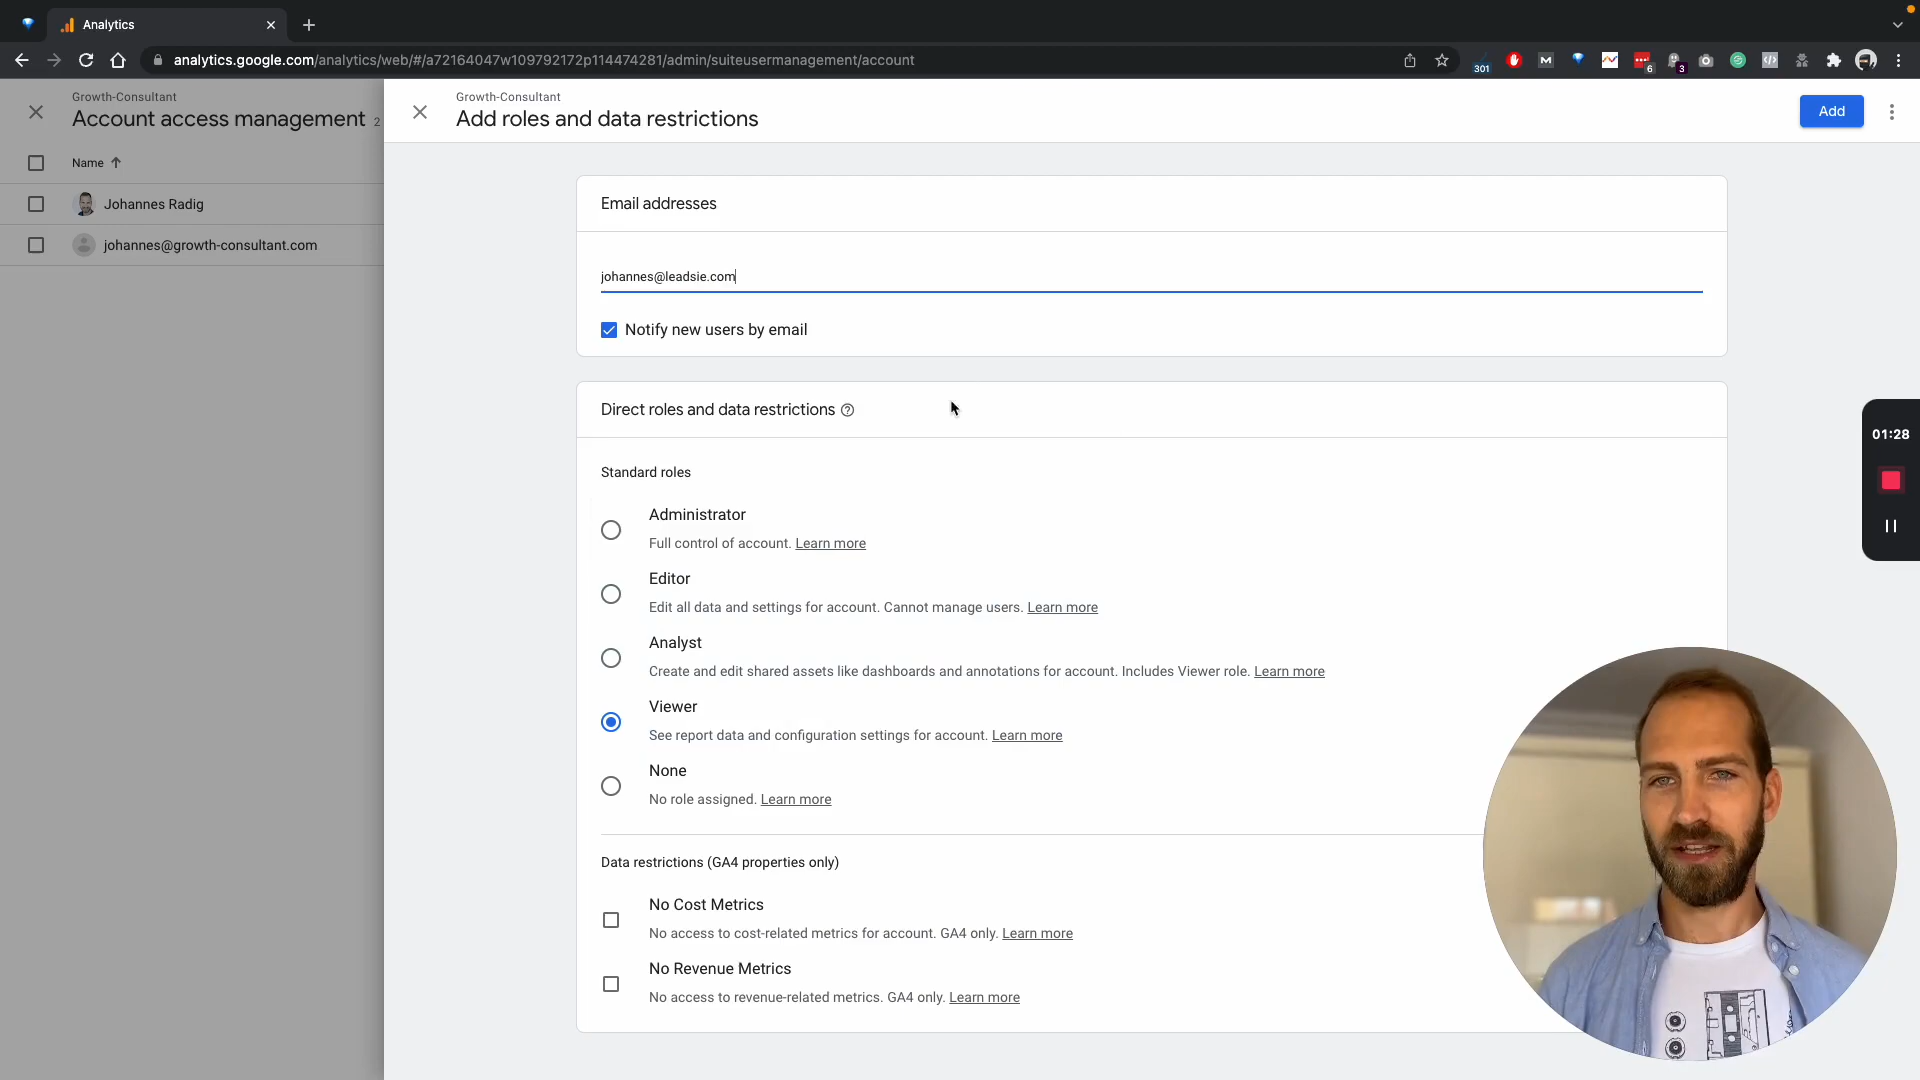 Analytics
analytics.google.com/analytics/web/#/a72164047w109792172p114474281/admin/suiteusermanagement/account
301
6
3
Growth-Consultant
Account access management 2
Name
Johannes Radig
johannes@growth-consultant.com
Growth-Consultant
Add roles and data restrictions
Add
Email addresses
johannes@leadsie.com
Notify new users by email
Direct roles and data restrictions
Standard roles
Administrator
Full control of account. Learn more
Editor
Edit all data and settings for account. Cannot manage users. Learn more
Analyst
Create and edit shared assets like dashboards and annotations for account. Includes Viewer role. Learn more
Viewer
See report data and configuration settings for account. Learn more
None
No role assigned. Learn more
Data restrictions (GA4 properties only)
No Cost Metrics
No access to cost-related metrics for account. GA4 only. Learn more
No Revenue Metrics
No access to revenue-related metrics. GA4 only. Learn more
01:28